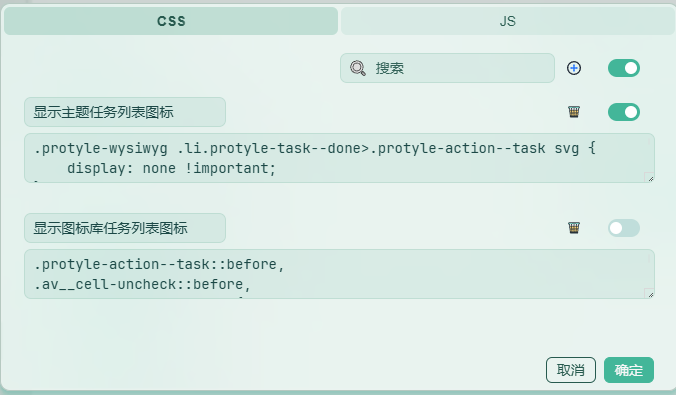 CSS
JS
搜索
显示主题任务列表图标
.protyle-wysiwyg .li.protyle-task--done>.protyle-action--task svg {
display: none !important;
显示图标库任务列表图标
.protyle-action--task::before,
.av__cell-uncheck::before,
取消
确定